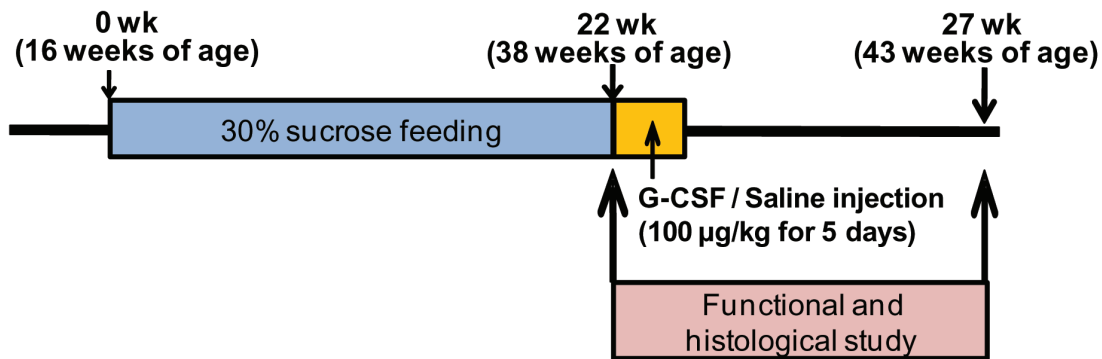 0 wk
(16 weeks of age)
22 wk
(38 weeks of age)
27 wk
(43 weeks of age)
30% sucrose feeding
G-CSF / Saline injection
(100 µg/kg for 5 days)
Functional and
histological study